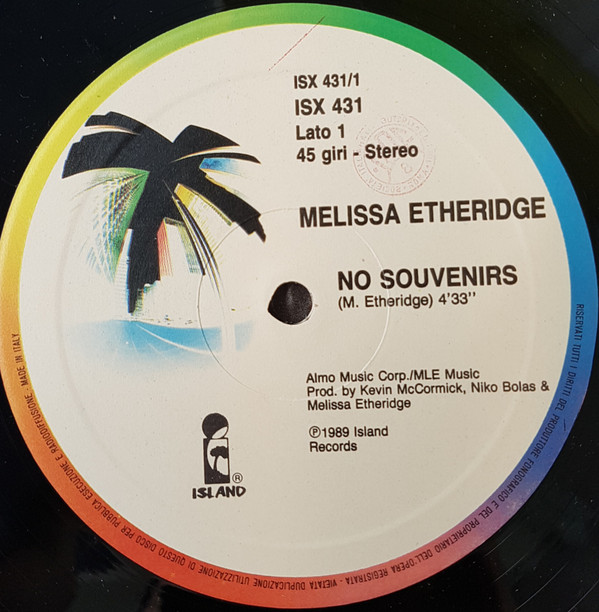 ISX 431/1
ISX 431
Lato 1
45 giri - Stereo
MELISSA ETHERIDGE
NO SOUVENIRS
(M. Etheridge) 4'33''
Almo Music Corp./MLE Music
Prod. by Kevin McCormick, Niko Bolas &
Melissa Etheridge
℗1989 Island
Records
®
ISLAND
RISERVATI TUTTI I DIRITTI DEL PRODUTTORE FONOGRAFICO E DEL PROPRIETARIO DELL'OPERA REGISTRATA - VIETATA DUPLICAZIONE UTILIZZAZIONE DI QUESTO DISCO PER PUBBLICA ESECUZIONE E RADIODIFFUSIONE - MADE IN ITALY